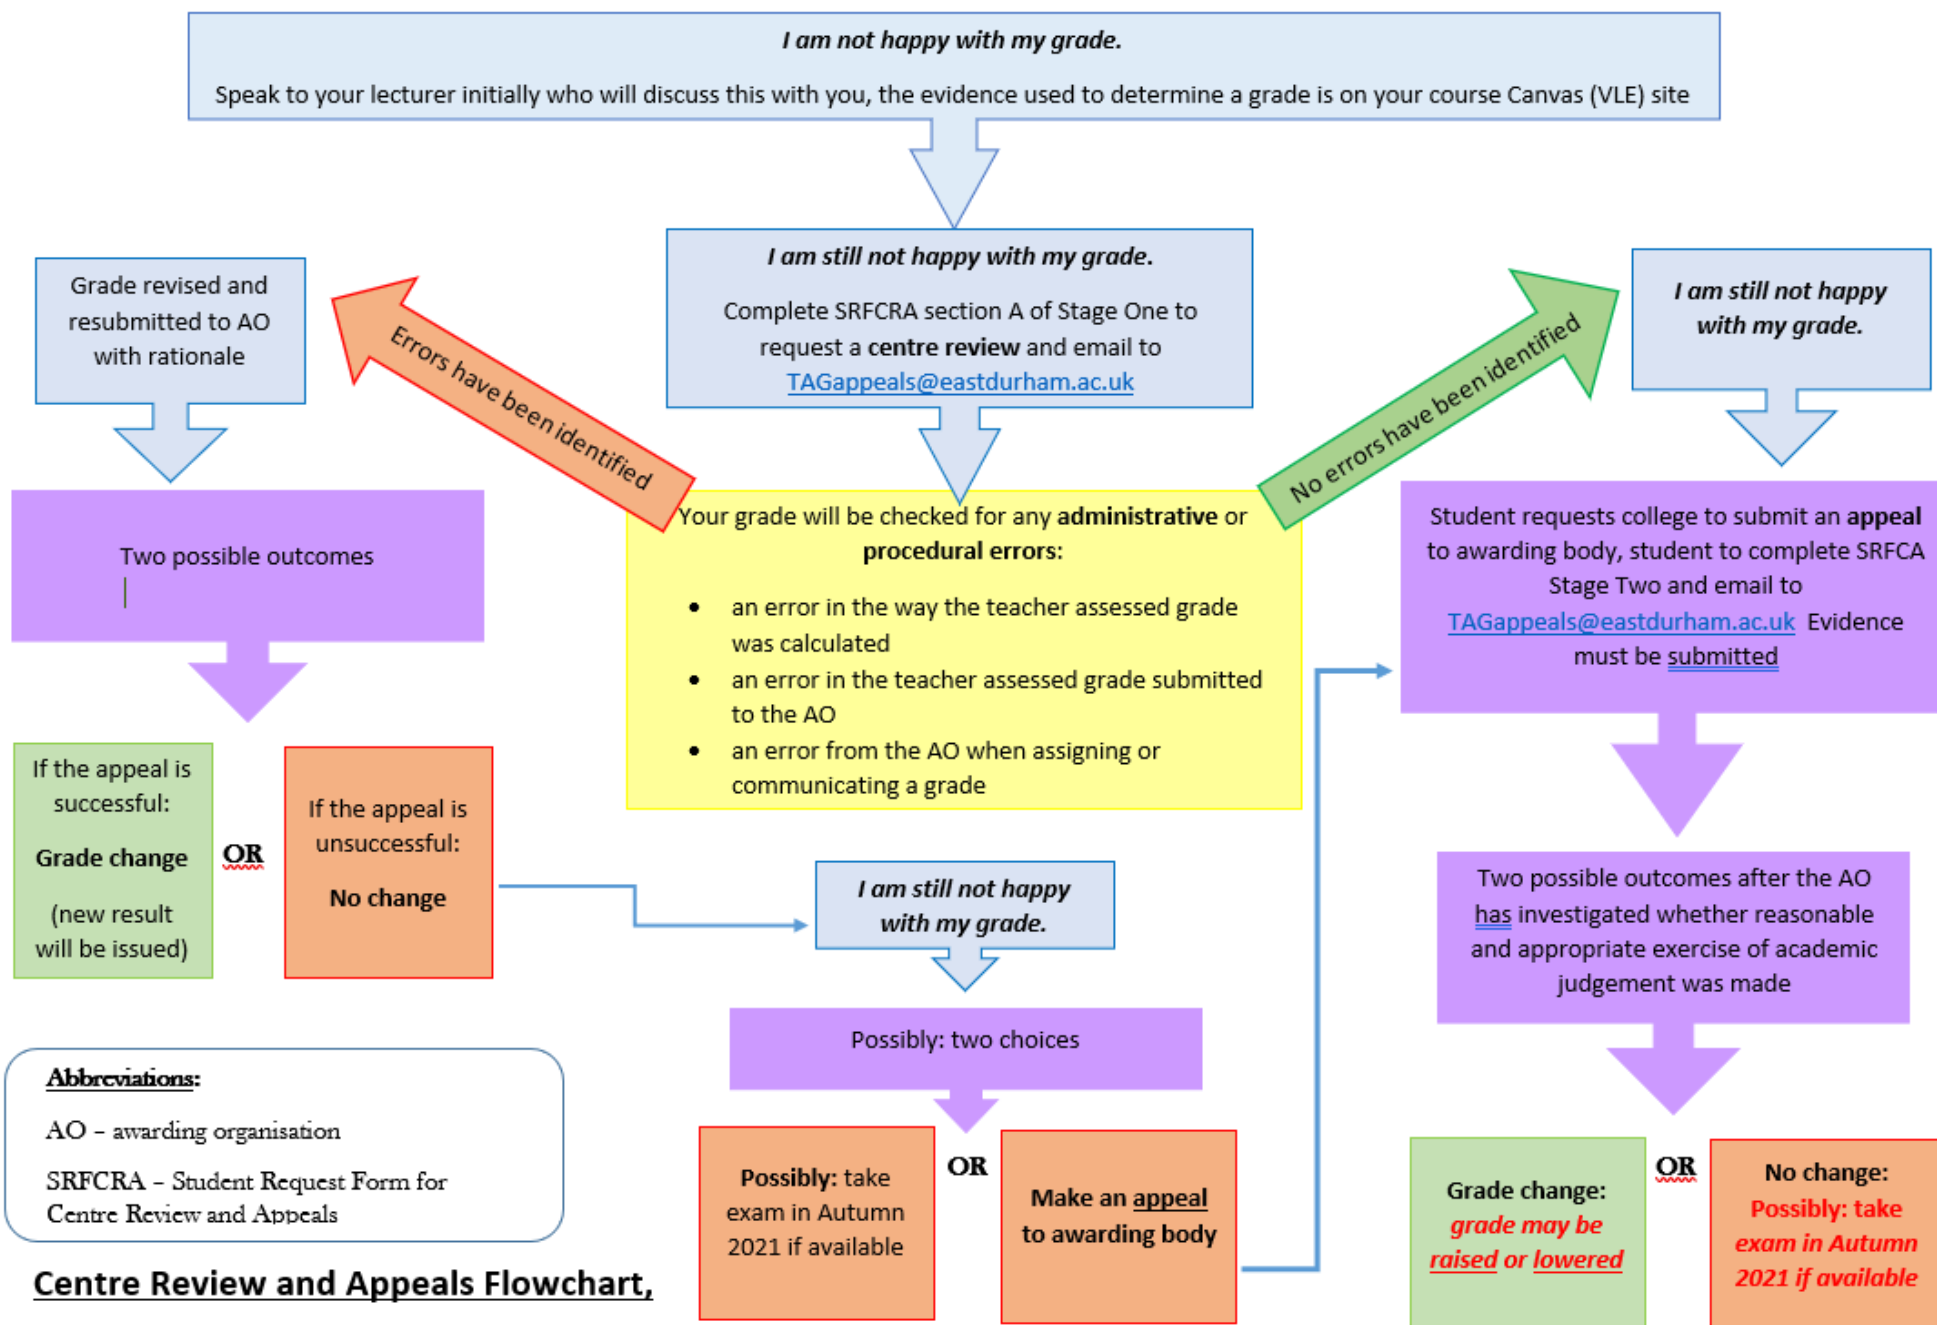 I am not happy with my grade.
Speak to your lecturer initially who will discuss this with you, the evidence used to determine a grade is on your course Canvas (VLE) site
I am still not happy with my grade.
Complete SRFCRA section A of Stage One to
request a centre review and email to
TAGappeals@eastdurham.ac.uk
Grade revised and
resubmitted to AO
with rationale
Errors have been identified
No errors have been identified
I am still not happy
with my grade.
Two possible outcomes
Your grade will be checked for any administrative or
procedural errors:
• an error in the way the teacher assessed grade
was calculated
• an error in the teacher assessed grade submitted
to the AO
• an error from the AO when assigning or
communicating a grade
Student requests college to submit an appeal
to awarding body, student to complete SRFCA
Stage Two and email to
TAGappeals@eastdurham.ac.uk Evidence
must be submitted
If the appeal is
successful:
Grade change
(new result
will be issued)
OR
If the appeal is
unsuccessful:
No change
I am still not happy
with my grade.
Possibly: two choices
Possibly: take
exam in Autumn
2021 if available
OR
Make an appeal
to awarding body
Two possible outcomes after the AO
has investigated whether reasonable
and appropriate exercise of academic
judgement was made
Grade change:
grade may be
raised or lowered
OR
No change:
Possibly: take
exam in Autumn
2021 if available
Abbreviations:
AO – awarding organisation
SRFCRA – Student Request Form for
Centre Review and Appeals
Centre Review and Appeals Flowchart,